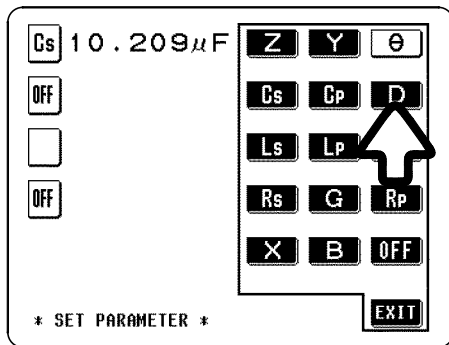 Cs 10.209μF
OFF
OFF
* SET PARAMETER *
Z Y θ
Cs Cp D
Ls Lp
Rs G Rp
X B OFF
EXIT